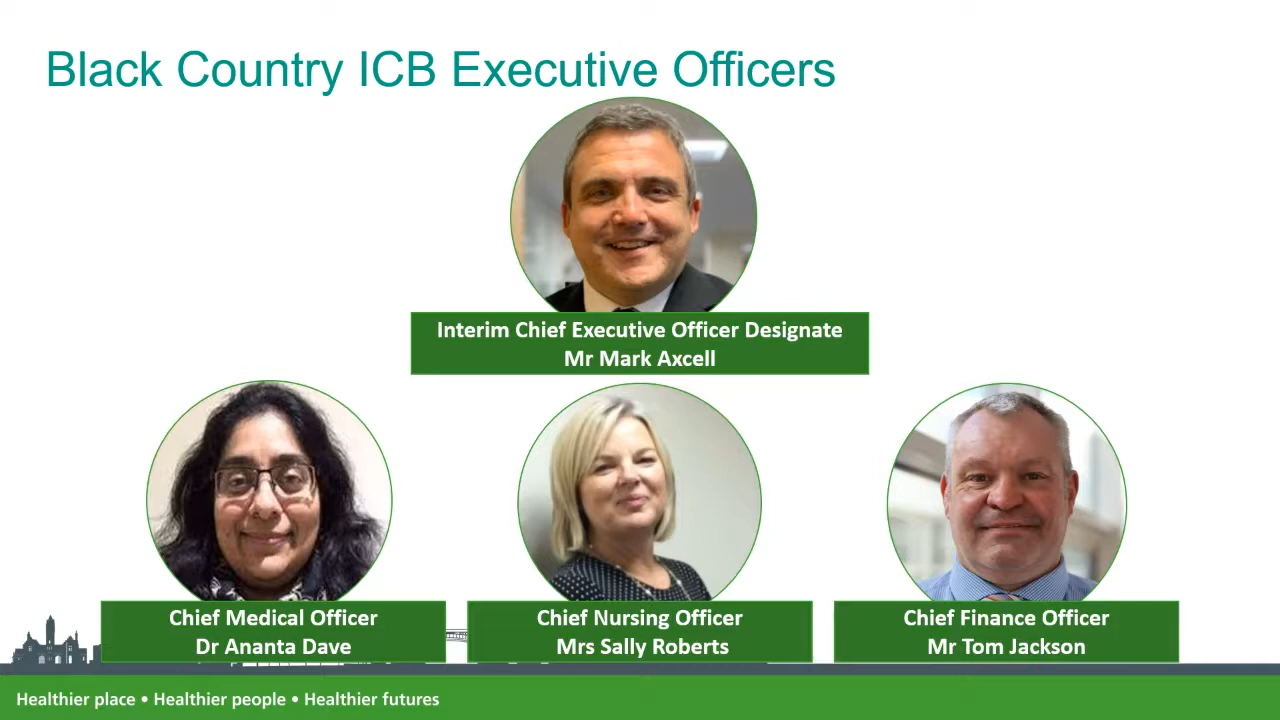 Black Country ICB Executive Officers
Interim Chief Executive Officer Designate
Mr Mark Axcell
Chief Medical Officer
Dr Ananta Dave
Chief Nursing Officer
Mrs Sally Roberts
Chief Finance Officer
Mr Tom Jackson
Healthier place • Healthier people • Healthier futures